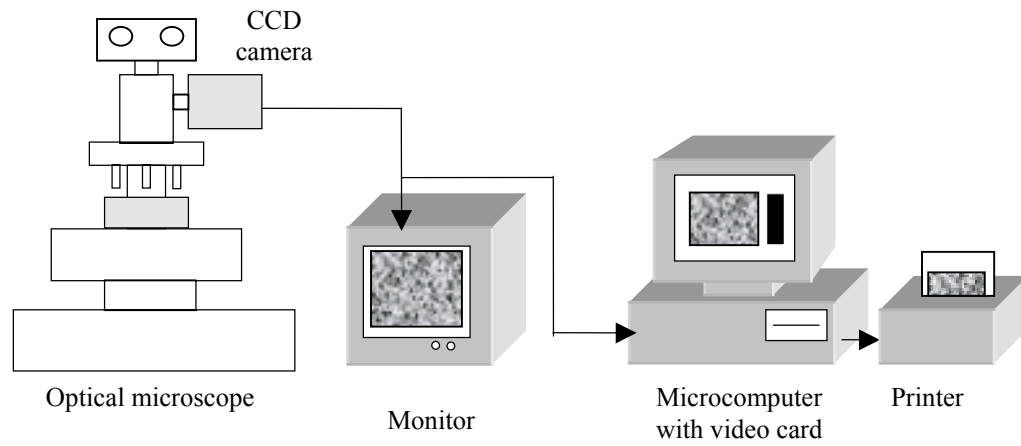 CCD
camera
Optical microscope
Monitor
Microcomputer
with video card
Printer